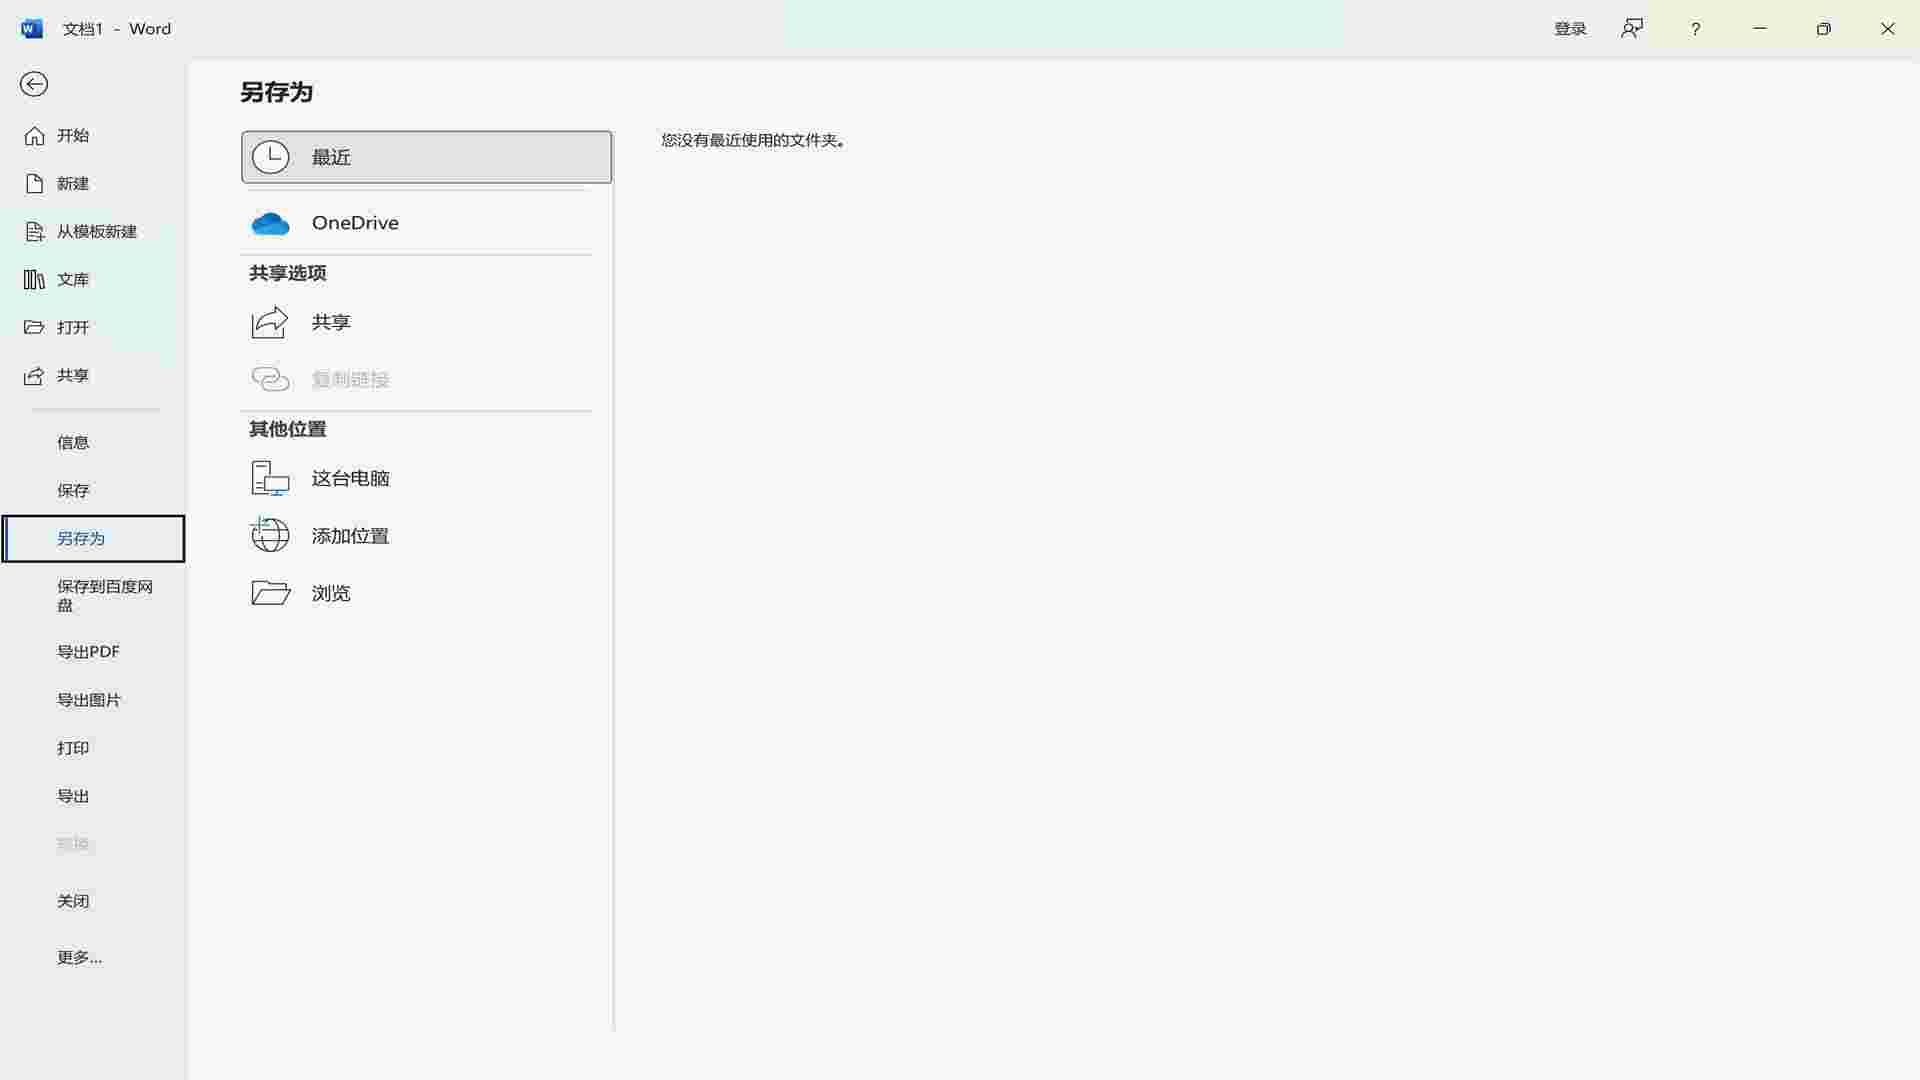 文档1 - Word
登录
?
开始
新建
从模板新建
文库
打开
共享
信息
保存
另存为
保存到百度网
盘
导出PDF
导出图片
打印
导出
关闭
更多...
另存为
最近
OneDrive
共享选项
共享
复制链接
其他位置
这台电脑
添加位置
浏览
您没有最近使用的文件夹。